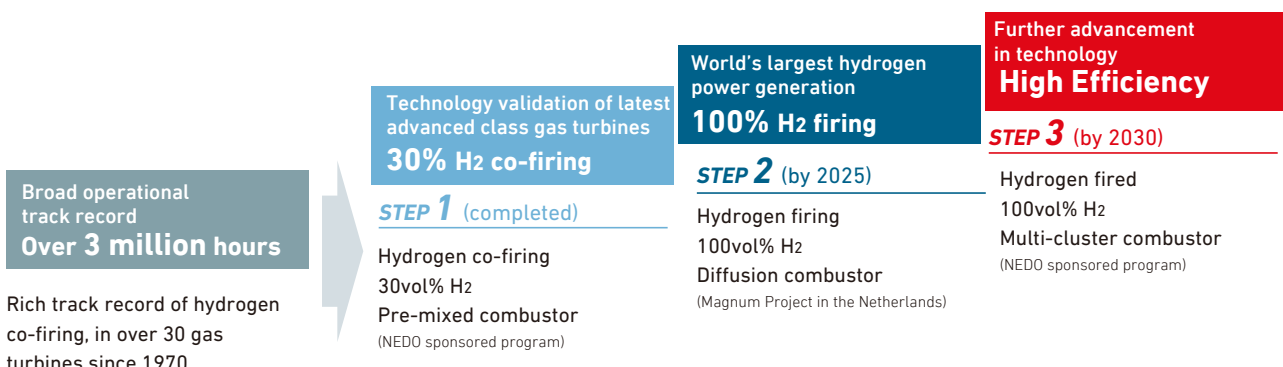 Broad operational
track record
Over 3 million hours
Rich track record of hydrogen
co-firing, in over 30 gas
turbines since 1970
Technology validation of latest
advanced class gas turbines
30% H2 co-firing
STEP 1 (completed)
Hydrogen co-firing
30vol% H2
Pre-mixed combustor
(NEDO sponsored program)
World's largest hydrogen
power generation
100% H2 firing
STEP 2 (by 2025)
Hydrogen firing
100vol% H2
Diffusion combustor
(Magnum Project in the Netherlands)
Further advancement
in technology
High Efficiency
STEP 3 (by 2030)
Hydrogen fired
100vol% H2
Multi-cluster combustor
(NEDO sponsored program)